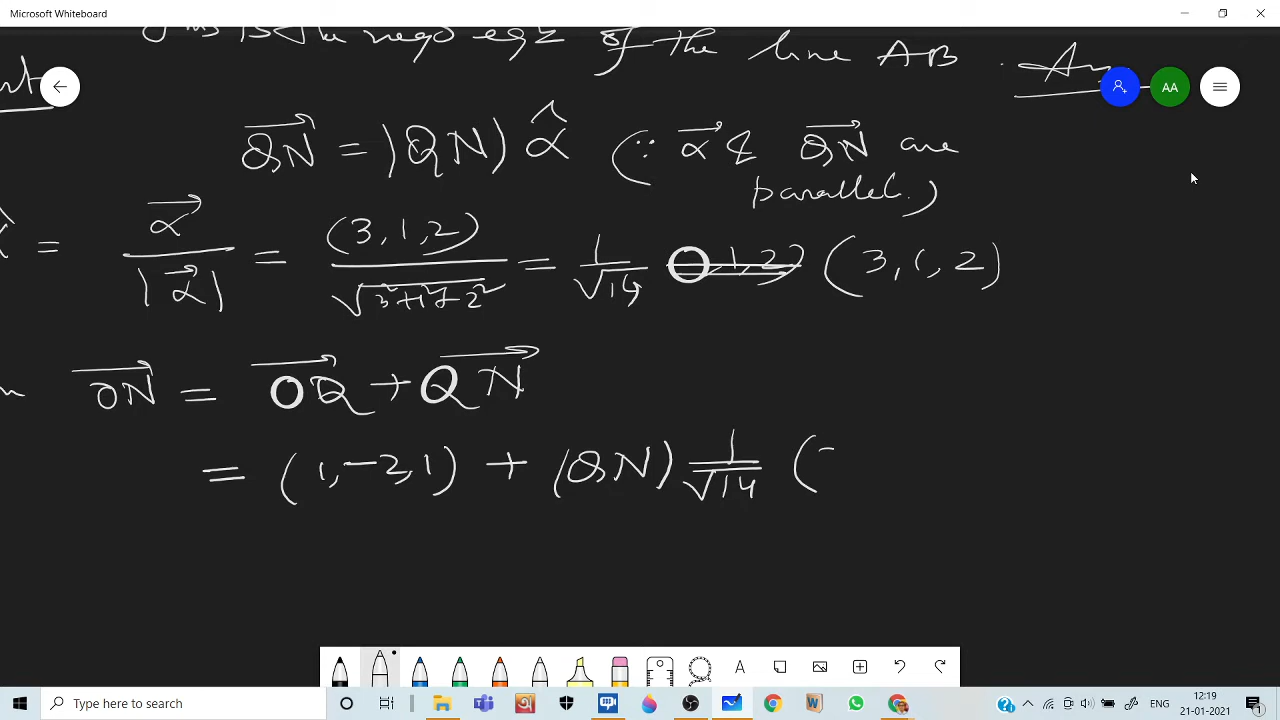 Microsoft Whiteboard
of the line AB. Ans
AA
QN = |QN| α̂ (∵ α & QN are
parallel.)
= α / |α| = (3,1,2) / √3²+1²+2² = 1/√14 (3,1,2)
ON = OQ + QN
= (1,-2,1) + |QN| 1/√14 (
Type here to search
ENG
12:19
21-01-2021